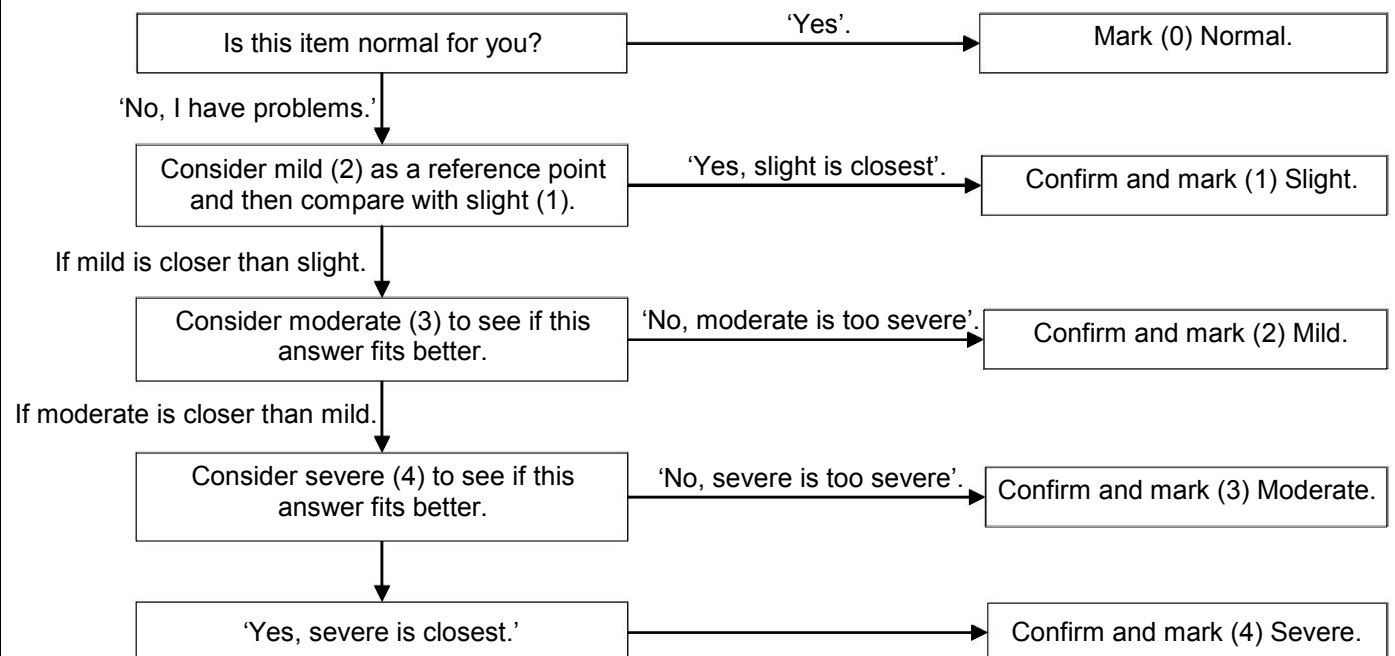 Is this item normal for you?
‘Yes’.
Mark (0) Normal.
‘No, I have problems.’
Consider mild (2) as a reference point
and then compare with slight (1).
‘Yes, slight is closest’.
Confirm and mark (1) Slight.
If mild is closer than slight.
Consider moderate (3) to see if this
answer fits better.
‘No, moderate is too severe’.
Confirm and mark (2) Mild.
If moderate is closer than mild.
Consider severe (4) to see if this
answer fits better.
‘No, severe is too severe’.
Confirm and mark (3) Moderate.
‘Yes, severe is closest.’
Confirm and mark (4) Severe.